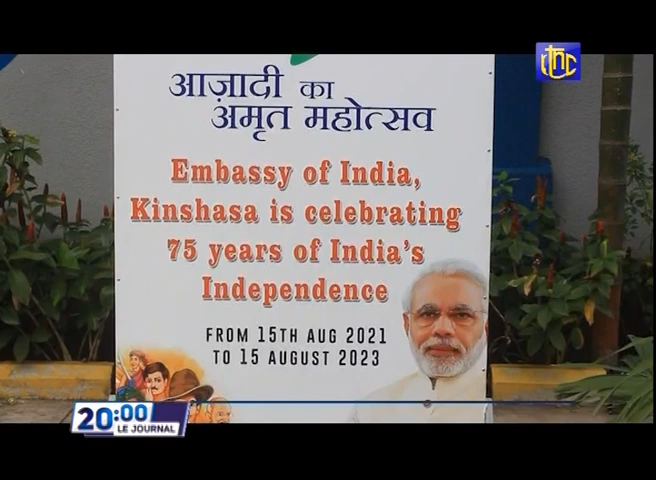 rtnc
आज़ादी का
अमृत महोत्सव
Embassy of India,
Kinshasa is celebrating
75 years of India's
Independence
FROM 15TH AUG 2021
TO 15 AUGUST 2023
20:00
LE JOURNAL